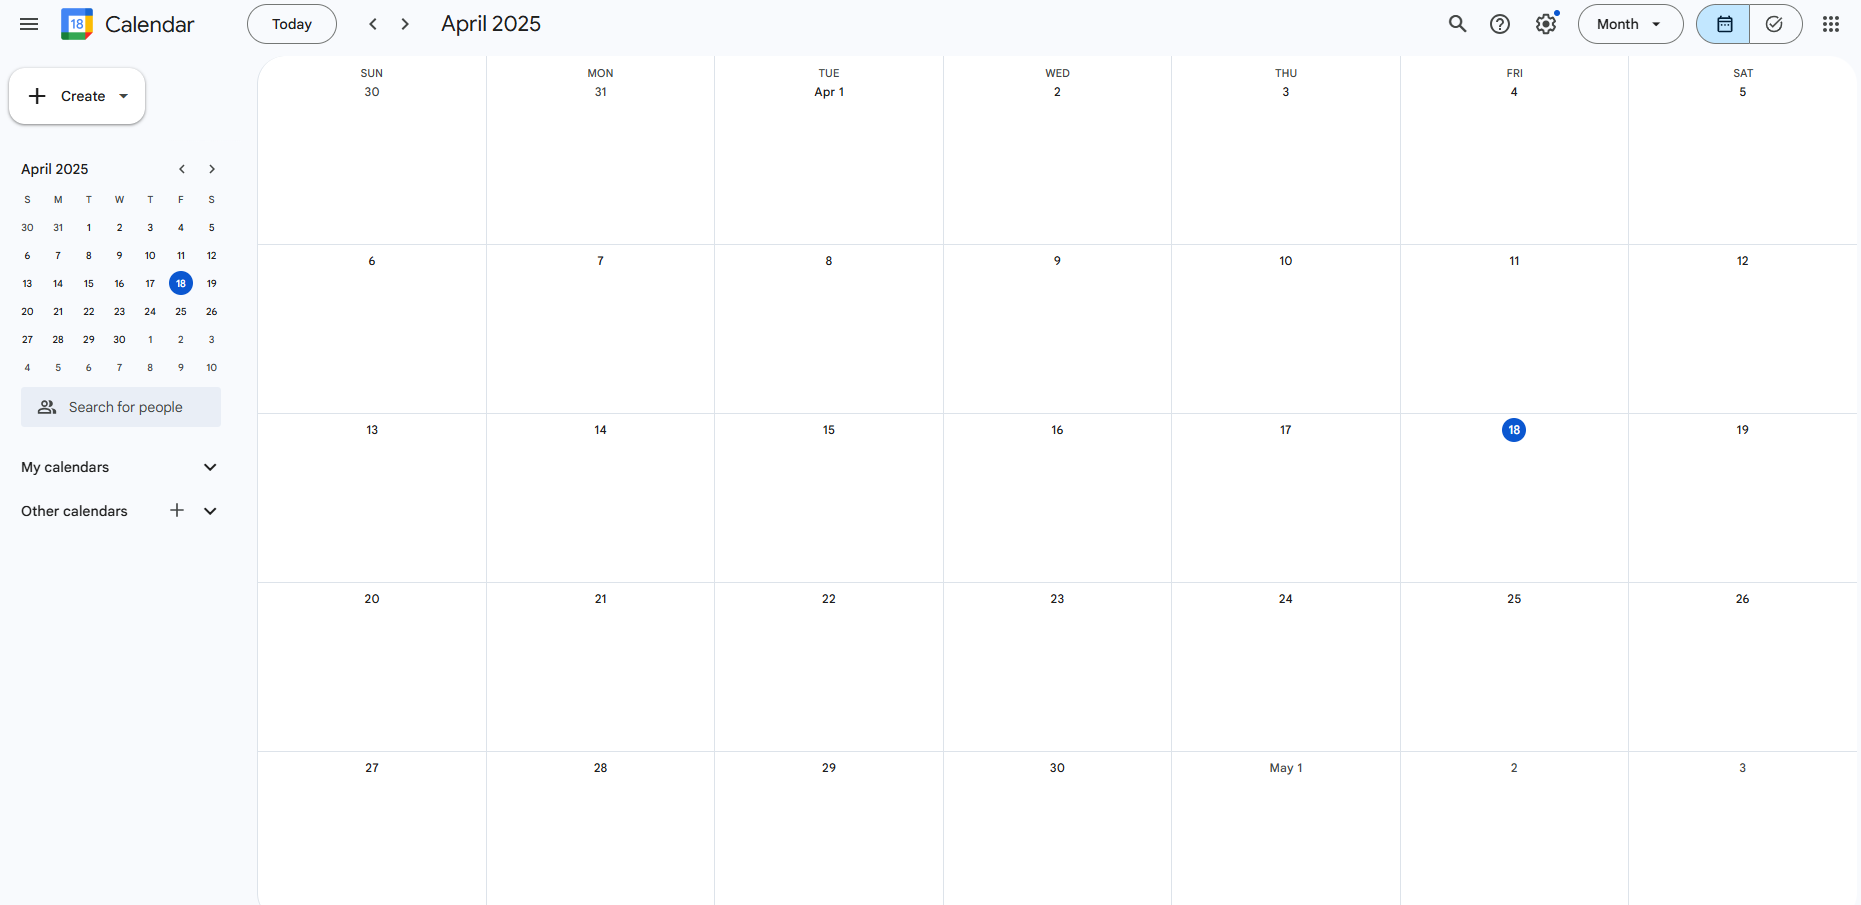 18 Calendar Today April 2025 Month
Create
April 2025
S M T W T F S
30 31 1 2 3 4 5
6 7 8 9 10 11 12
13 14 15 16 17 18 19
20 21 22 23 24 25 26
27 28 29 30 1 2 3
4 5 6 7 8 9 10
Search for people
My calendars
Other calendars
SUN MON TUE WED THU FRI SAT
30 31 Apr 1 2 3 4 5
6 7 8 9 10 11 12
13 14 15 16 17 18 19
20 21 22 23 24 25 26
27 28 29 30 May 1 2 3